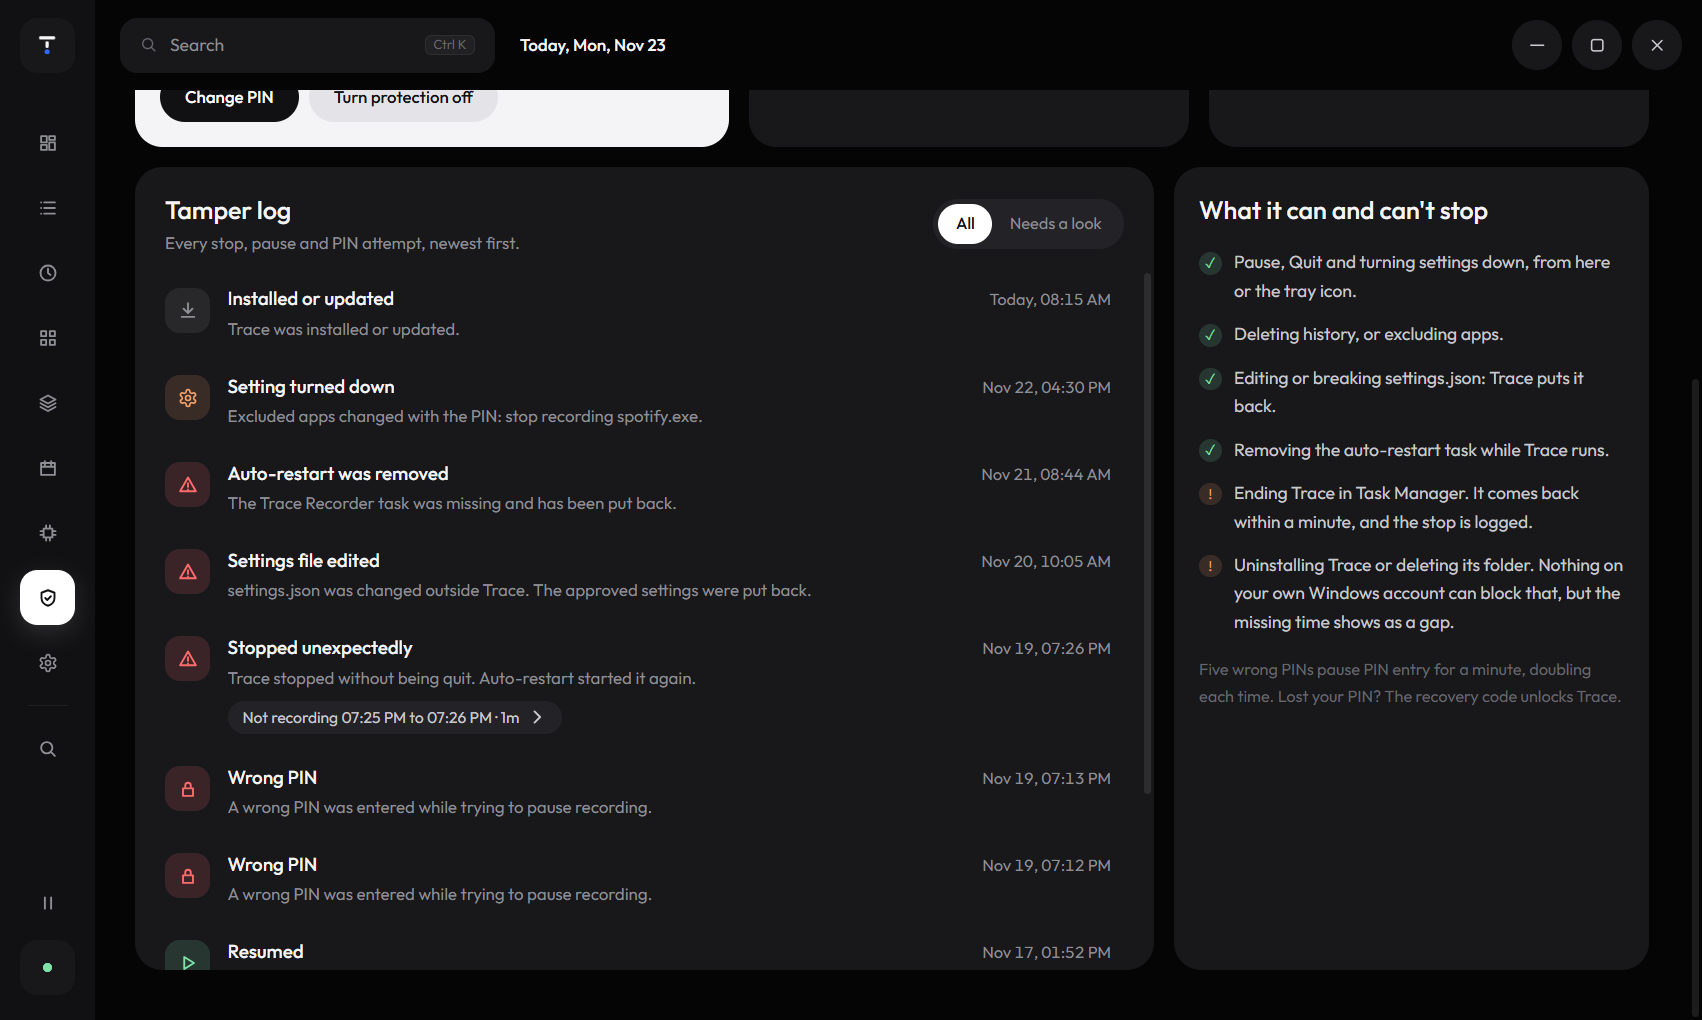 Search
Ctrl K
Today, Mon, Nov 23
Change PIN
Turn protection off
Tamper log
Every stop, pause and PIN attempt, newest first.
All
Needs a look
Installed or updated
Today, 08:15 AM
Trace was installed or updated.
Setting turned down
Nov 22, 04:30 PM
Excluded apps changed with the PIN: stop recording spotify.exe.
Auto-restart was removed
Nov 21, 08:44 AM
The Trace Recorder task was missing and has been put back.
Settings file edited
Nov 20, 10:05 AM
settings.json was changed outside Trace. The approved settings were put back.
Stopped unexpectedly
Nov 19, 07:26 PM
Trace stopped without being quit. Auto-restart started it again.
Not recording 07:25 PM to 07:26 PM · 1m
Wrong PIN
Nov 19, 07:13 PM
A wrong PIN was entered while trying to pause recording.
Wrong PIN
Nov 19, 07:12 PM
A wrong PIN was entered while trying to pause recording.
Resumed
Nov 17, 01:52 PM
What it can and can't stop
Pause, Quit and turning settings down, from here
or the tray icon.
Deleting history, or excluding apps.
Editing or breaking settings.json: Trace puts it
back.
Removing the auto-restart task while Trace runs.
Ending Trace in Task Manager. It comes back
within a minute, and the stop is logged.
Uninstalling Trace or deleting its folder. Nothing on
your own Windows account can block that, but the
missing time shows as a gap.
Five wrong PINs pause PIN entry for a minute, doubling
each time. Lost your PIN? The recovery code unlocks Trace.